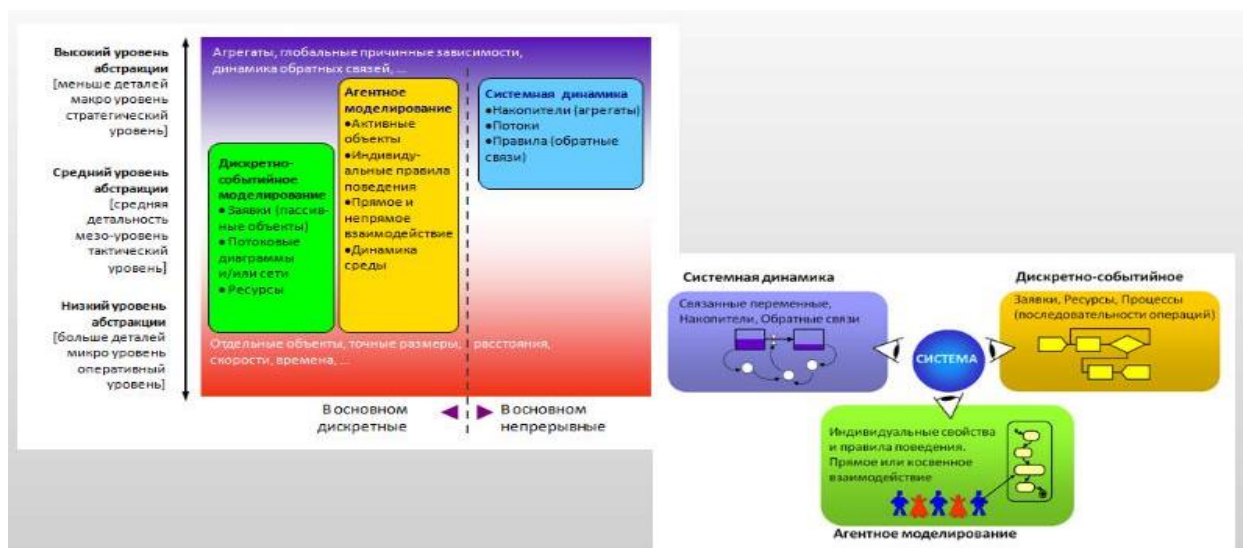 Высокий уровень
абстракции
[меньше деталей
макро уровень
стратегический
уровень]
Средний уровень
абстракции
[средняя
детальность
мезо-уровень
тактический
уровень]
Низкий уровень
абстракции
[больше деталей
микро уровень
оперативный
уровень]
Агрегаты, глобальные причинные зависимости,
динамика обратных связей, ...
Дискретно-
событийное
моделирование
●Заявки (пассив-
ные объекты)
●Потоковые
диаграммы
и/или сети
●Ресурсы
Агентное
моделирование
●Активные
объекты
●Индивиду-
альные правила
поведения
●Прямое и
непрямое
взаимодействие
●Динамика
среды
Системная динамика
●Накопители (агрегаты)
●Потоки
●Правила (обратные
связи)
Отдельные объекты, точные размеры, расстояния,
скорости, времена, ...
В основном
дискретные
В основном
непрерывные
Системная динамика
Связанные переменные,
Накопители, Обратные связи
Дискретно-событийное
Заявки, Ресурсы, Процессы
(последовательности операций)
СИСТЕМА
Индивидуальные свойства
и правила поведения.
Прямое или косвенное
взаимодействие
Агентное моделирование